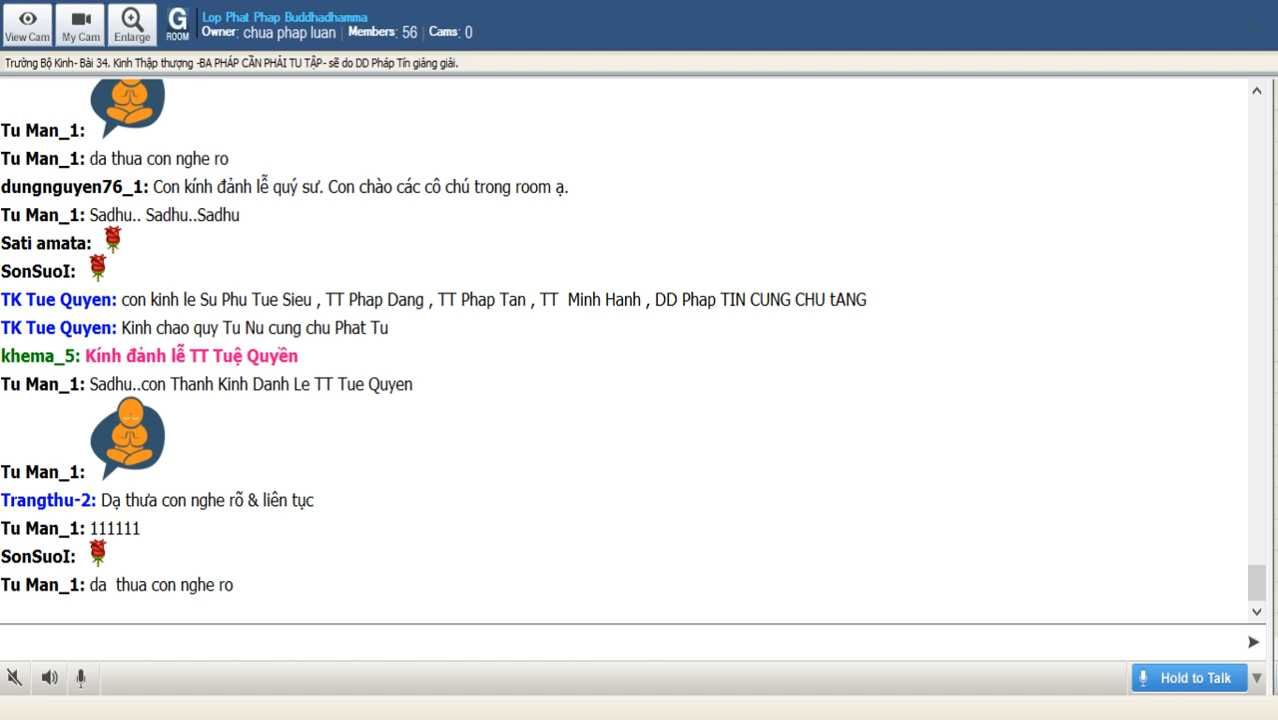 Lop Phat Phap Buddhadhamma
View Cam My Cam Enlarge G ROOM Owner: chua phap luan | Members: 56 | Cams: 0
Trường Bộ Kinh- Bài 34. Kinh Thập thượng -BA PHÁP CẦN PHẢI TU TẬP- sẽ do DD Pháp Tín giảng giải.
Tu Man_1:
Tu Man_1: da thua con nghe ro
dungnguyen76_1: Con kính đảnh lễ quý sư. Con chào các cô chú trong room ạ.
Tu Man_1: Sadhu.. Sadhu..Sadhu
Sati amata:
SonSuoI:
TK Tue Quyen: con kinh le Su Phu Tue Sieu , TT Phap Dang , TT Phap Tan , TT  Minh Hanh , DD Phap TIN CUNG CHU tANG
TK Tue Quyen: Kinh chao quy Tu Nu cung chu Phat Tu
khema_5: Kính đảnh lễ TT Tuệ Quyền
Tu Man_1: Sadhu..con Thanh Kinh Danh Le TT Tue Quyen
Tu Man_1:
Trangthu-2: Dạ thưa con nghe rõ & liên tục
Tu Man_1: 111111
SonSuoI:
Tu Man_1: da  thua con nghe ro
Hold to Talk